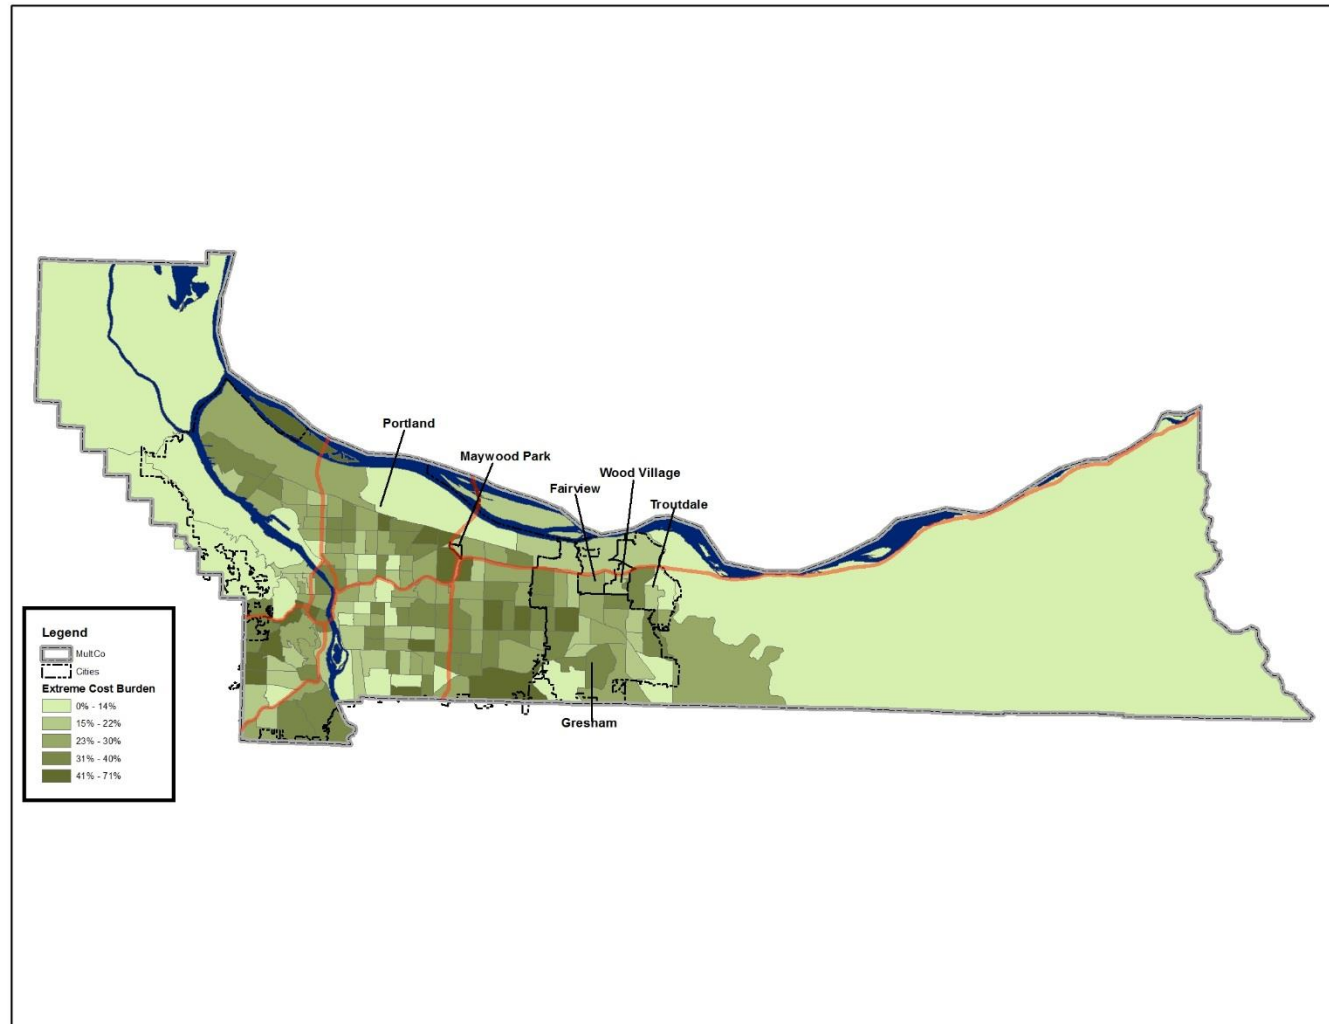 Portland
Maywood Park
Wood Village
Fairview
Troutdale
Gresham
Legend
MultCo
Cities
Extreme Cost Burden
0% - 14%
15% - 22%
23% - 30%
31% - 40%
41% - 71%